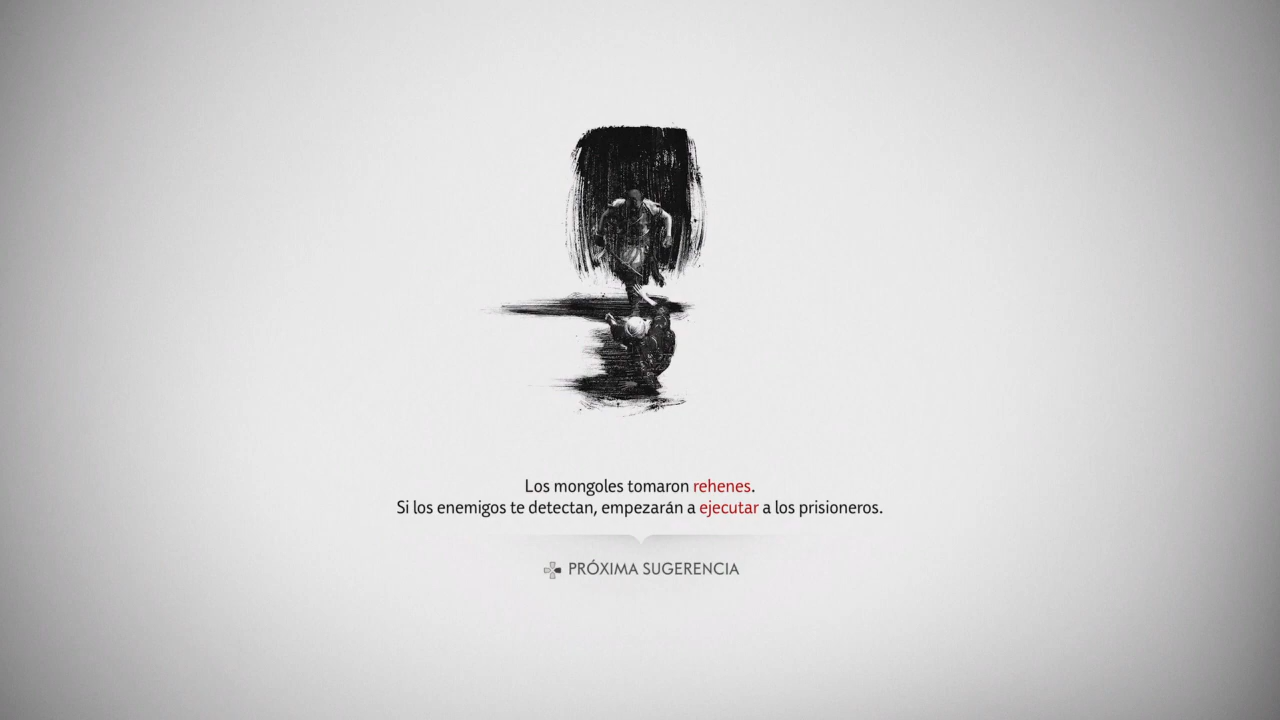 Los mongoles tomaron rehenes.
Si los enemigos te detectan, empezarán a ejecutar a los prisioneros.
PRÓXIMA SUGERENCIA